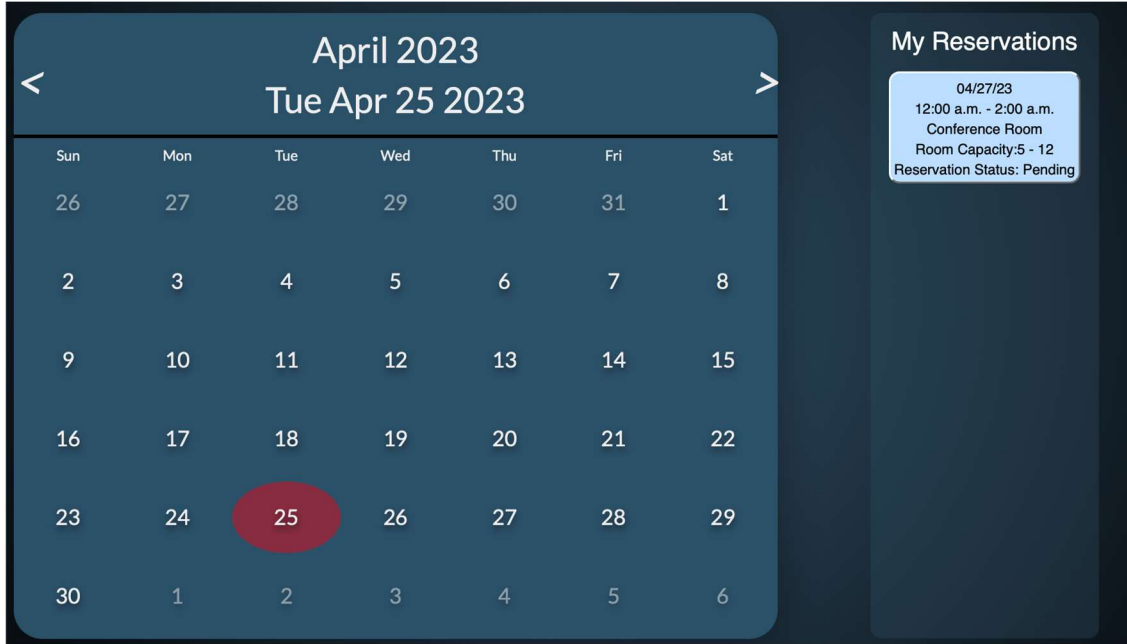 April 2023
< Tue Apr 25 2023 >
Sun Mon Tue Wed Thu Fri Sat
26 27 28 29 30 31 1
2 3 4 5 6 7 8
9 10 11 12 13 14 15
16 17 18 19 20 21 22
23 24 25 26 27 28 29
30 1 2 3 4 5 6
My Reservations
04/27/23
12:00 a.m. - 2:00 a.m.
Conference Room
Room Capacity:5 - 12
Reservation Status: Pending